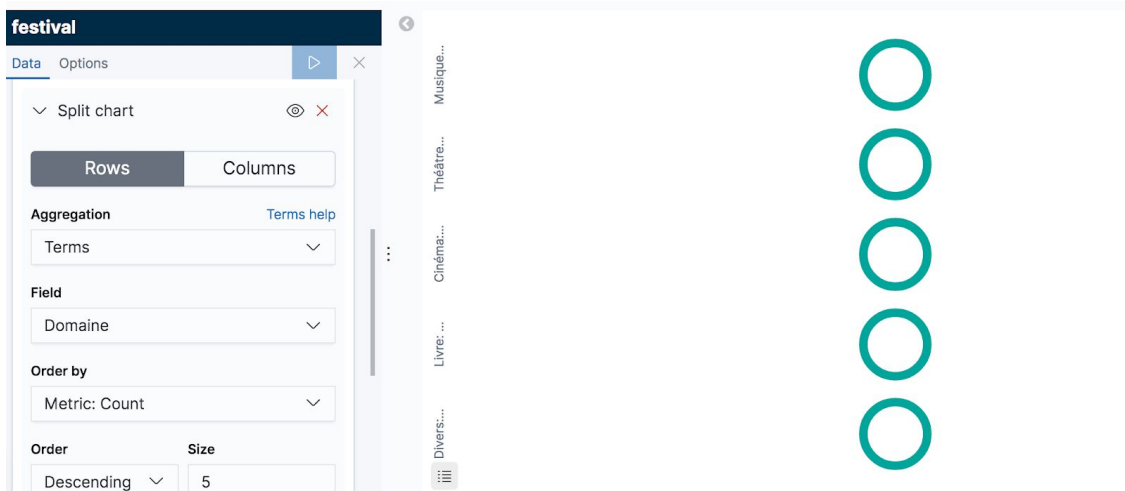 festival
Data Options
Split chart
Rows Columns
Aggregation Terms help
Terms
Field
Domaine
Order by
Metric: Count
Order Size
Descending 5
Musique...
Théâtre...
Cinéma:...
Livre: ...
Divers:...